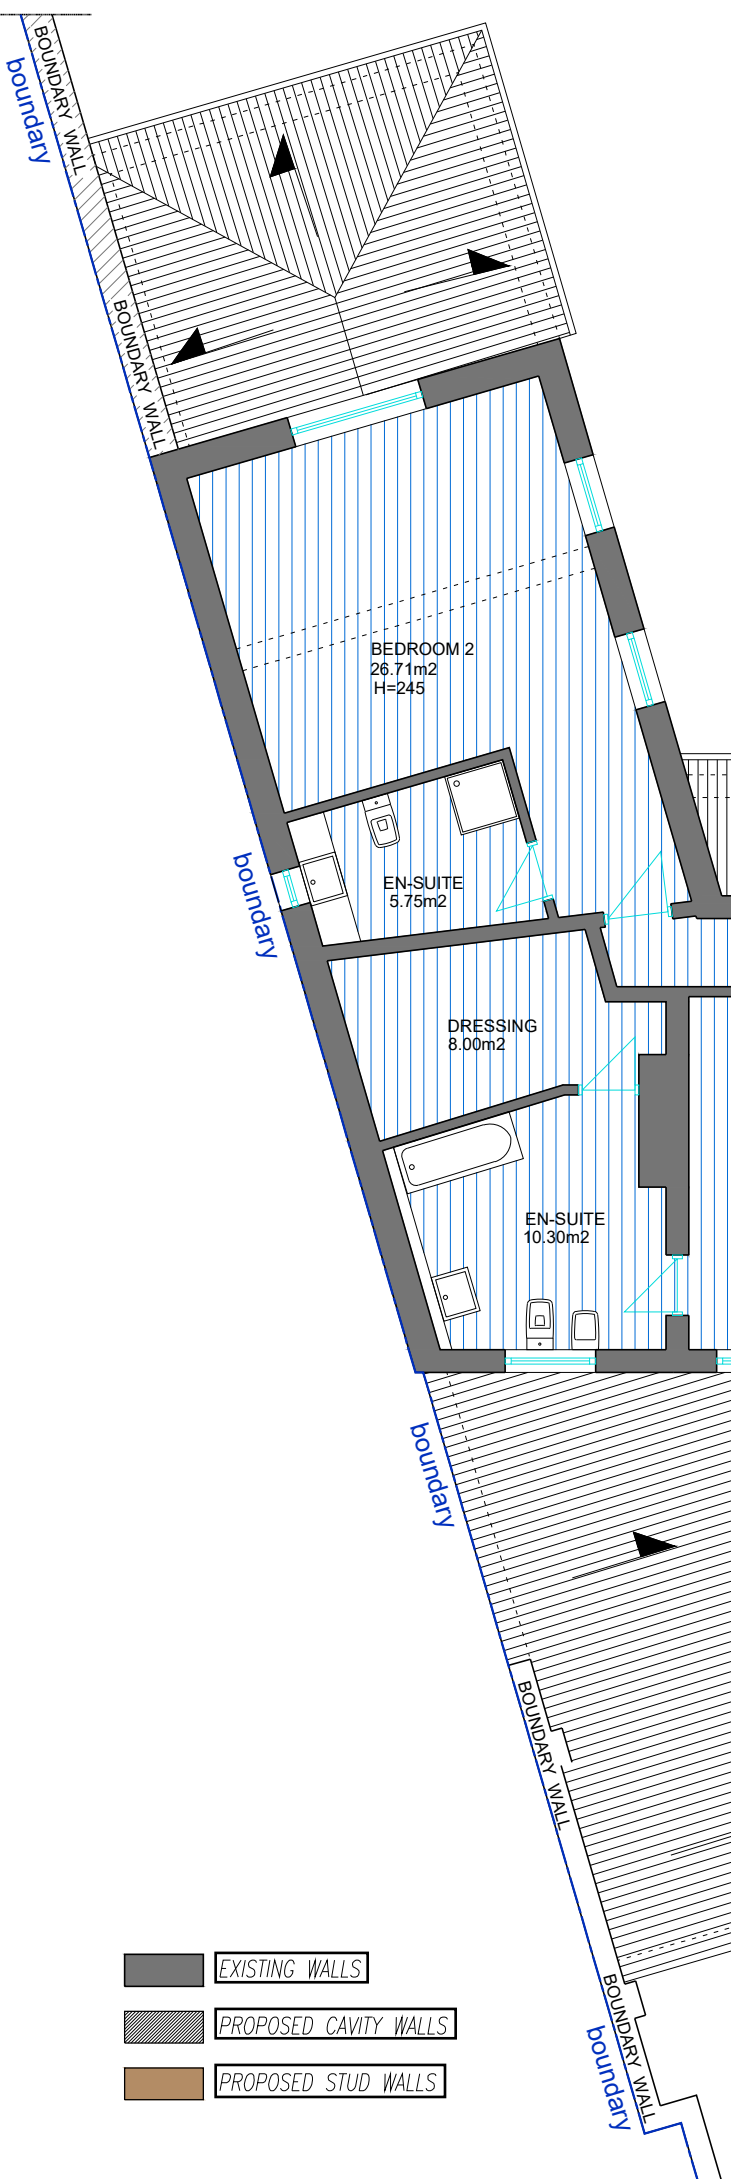 BOUNDARY WALL
boundary
BOUNDARY WALL
BEDROOM 2
26.71m2
H=245
boundary
EN-SUITE
5.75m2
DRESSING
8.00m2
EN-SUITE
10.30m2
boundary
BOUNDARY WALL
EXISTING WALLS
PROPOSED CAVITY WALLS
PROPOSED STUD WALLS
BOUNDARY WALL
boundary